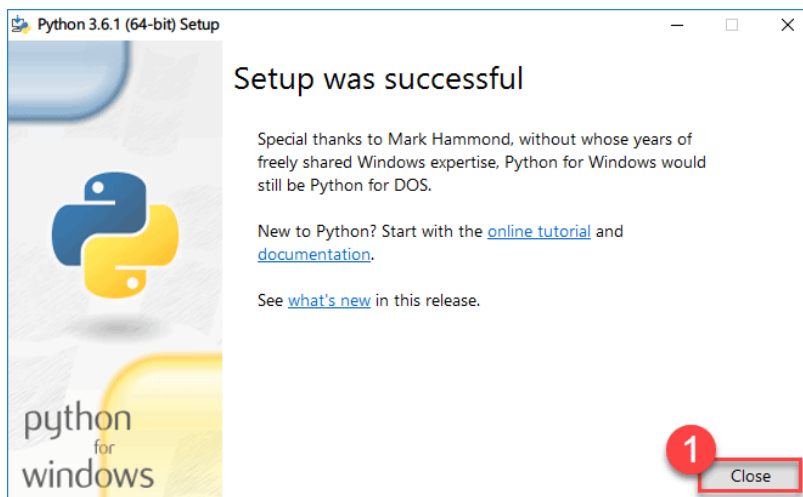 Python 3.6.1 (64-bit) Setup
Setup was successful
Special thanks to Mark Hammond, without whose years of
freely shared Windows expertise, Python for Windows would
still be Python for DOS.
New to Python? Start with the online tutorial and
documentation.
See what's new in this release.
python
for
windows
1
Close